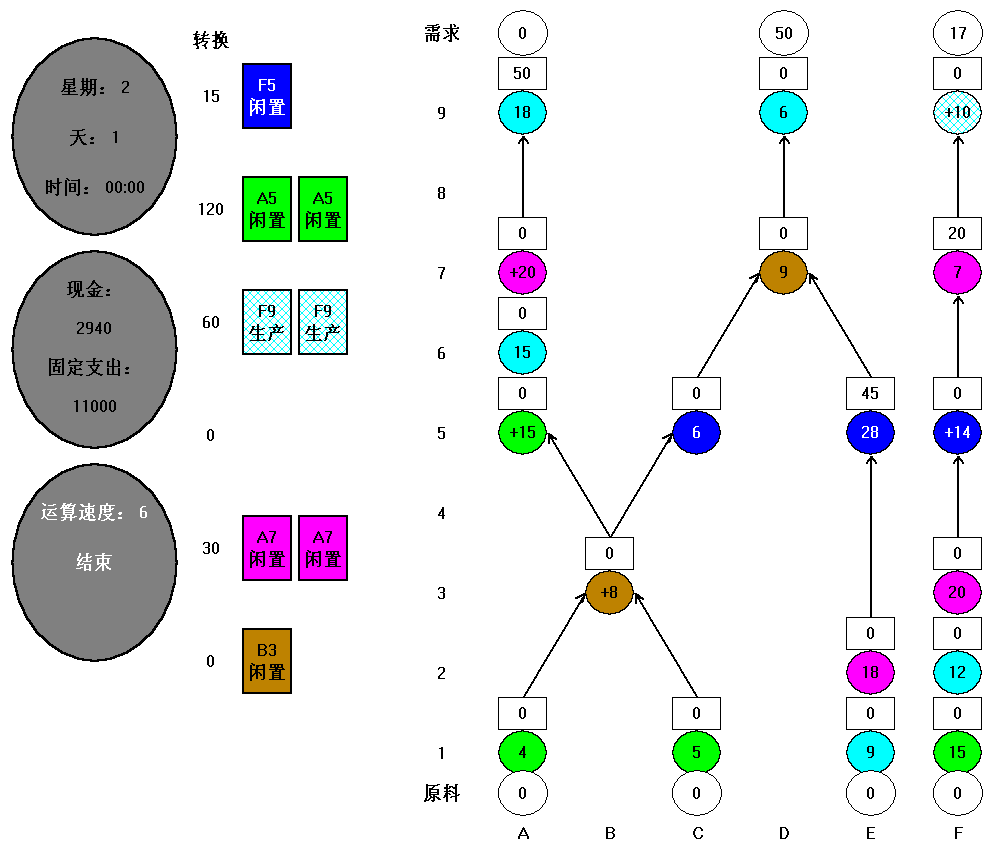 星期： 2
天： 1
时间： 00:00
现金：
2940
固定支出：
11000
运算速度： 6
结束
转换
15
F5
闲置
120
A5
闲置
A5
闲置
60
F9
生产
F9
生产
0
30
A7
闲置
A7
闲置
0
B3
闲置
需求 0 50 17
50 0 0
9 18 6 +10
8
0 0 20
7 +20 9 7
0
6 15
0 0 45 0
5 +15 6 28 +14
4
0 0
3 +8 20
0 0
2 18 12
0 0 0 0
1 4 5 9 15
原料 0 0 0 0
A B C D E F